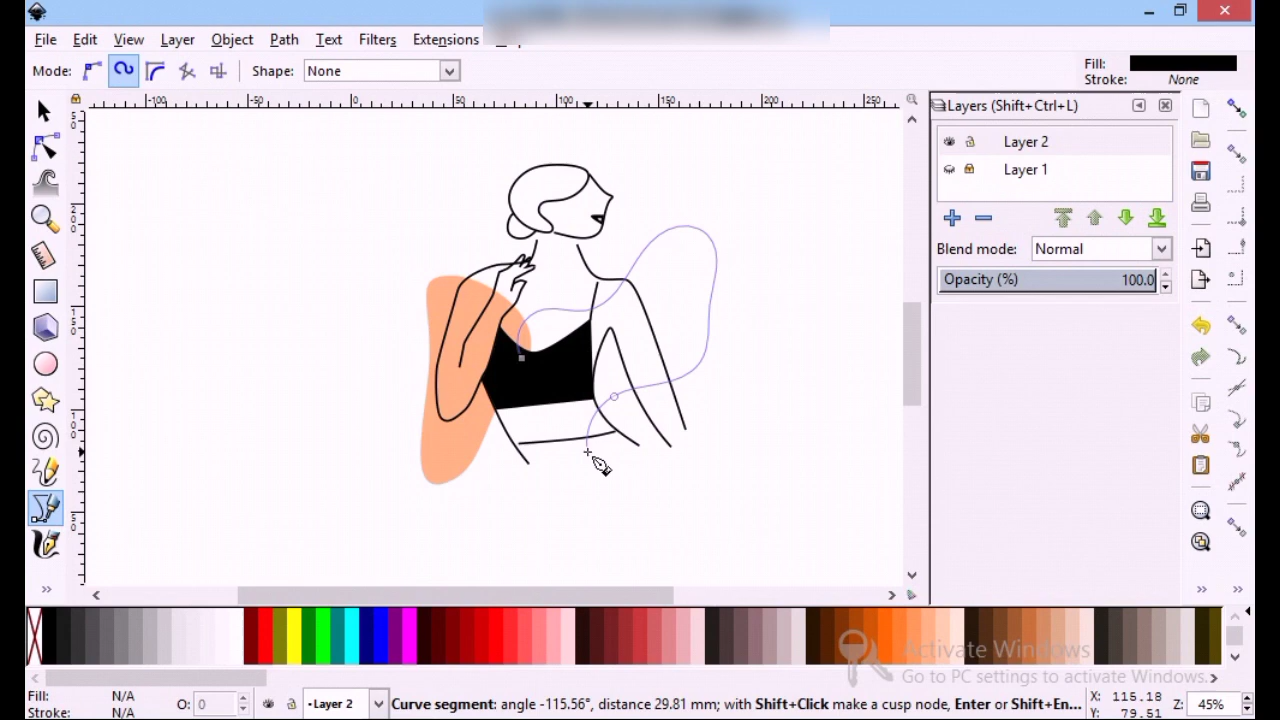 File Edit View Layer Object Path Text Filters Extensions
Mode: Shape: None
Fill:
Stroke: None
-100 -50 0 50 100 150 200 250
Layers (Shift+Ctrl+L)
Layer 2
Layer 1
Blend mode: Normal
Opacity (%) 100.0
Activate Windows
Go to PC settings to activate Windows.
Fill: N/A
Stroke: N/A
O: 0
•Layer 2
Curve segment: angle -115.56°, distance 29.81 mm; with Shift+Click make a cusp node, Enter or Shift+En...
X: 115.18
Y: 79.51
Z: 45%